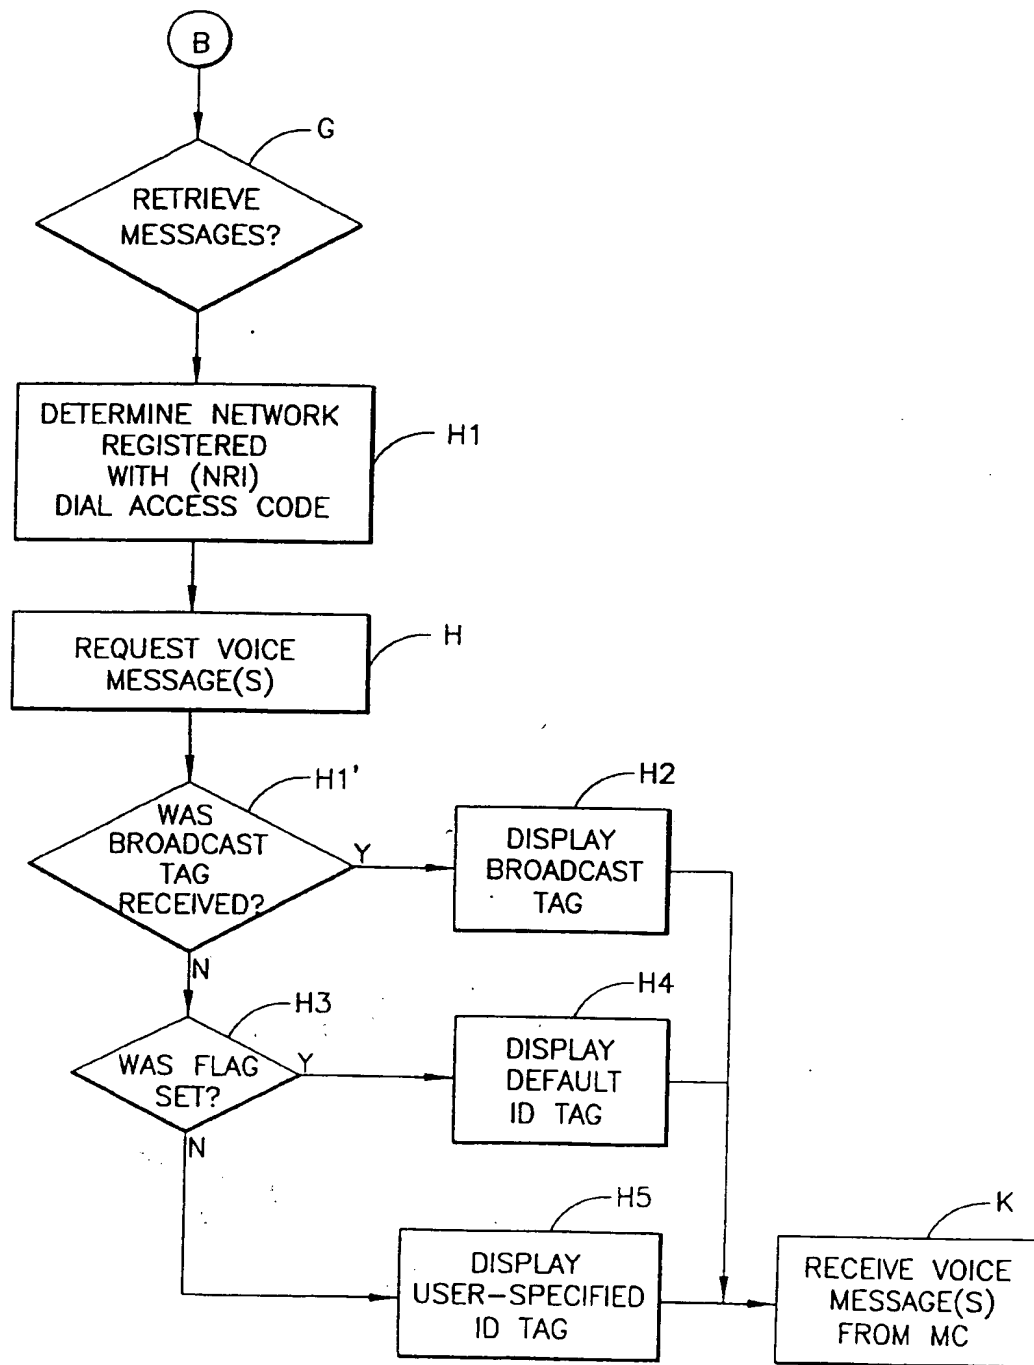 B
G
RETRIEVE
MESSAGES?
DETERMINE NETWORK
REGISTERED
WITH (NRI)
DIAL ACCESS CODE
H1
REQUEST VOICE
MESSAGE(S)
H
H1'
WAS
BROADCAST
TAG
RECEIVED?
Y
N
H2
DISPLAY
BROADCAST
TAG
H3
WAS FLAG
SET?
Y
N
H4
DISPLAY
DEFAULT
ID TAG
H5
DISPLAY
USER-SPECIFIED
ID TAG
K
RECEIVE VOICE
MESSAGE(S)
FROM MC